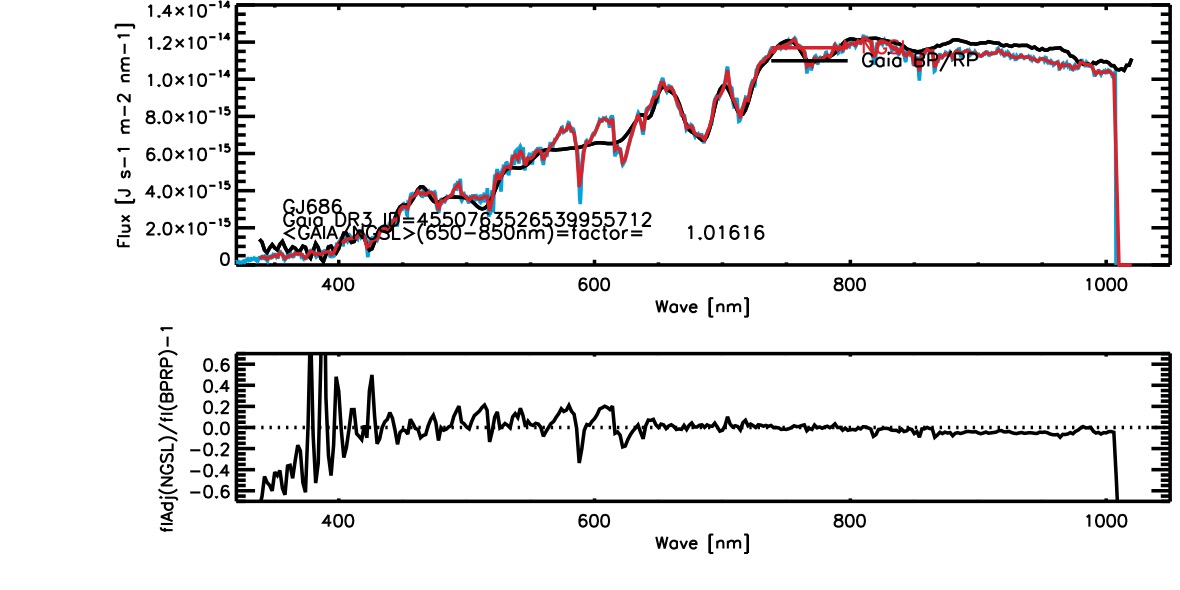 1.4×10⁻¹⁴
1.2×10⁻¹⁴
1.0×10⁻¹⁴
8.0×10⁻¹⁵
6.0×10⁻¹⁵
4.0×10⁻¹⁵
2.0×10⁻¹⁵
0
Flux [J s−1 m−2 nm−1]
NGSL
Gaia BP/RP
GJ686
Gaia DR3 ID=4550763526539955712
<GAIA/NGSL>(650−850nm)=factor= 1.01616
400 600 800 1000
Wave [nm]
flAdj(NGSL)/fl(BPRP)−1
0.6
0.4
0.2
0.0
−0.2
−0.4
−0.6
400 600 800 1000
Wave [nm]